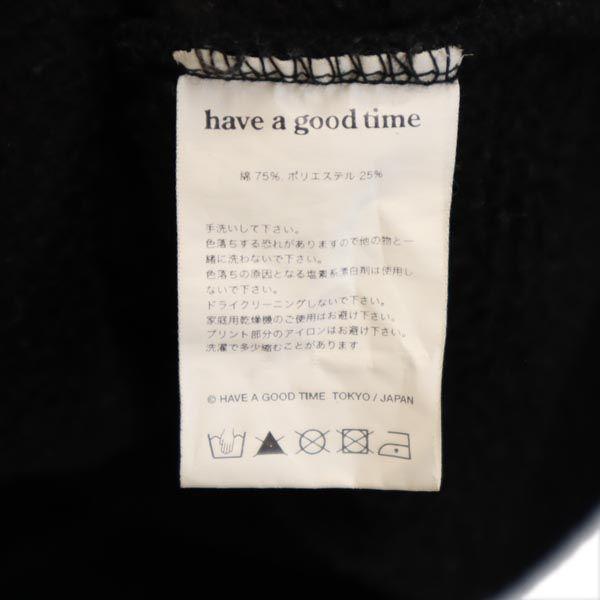 have a good time
綿 75%, ポリエステル 25%
手洗いして下さい。
色落ちする恐れがありますので他の物と一
緒に洗わないで下さい。
色落ちの原因となる塩素系漂白剤は使用し
ないで下さい。
ドライクリーニングしないで下さい。
家庭用乾燥機のご使用はお避け下さい。
プリント部分のアイロンはお避け下さい。
洗濯で多少縮むことがあります
© HAVE A GOOD TIME TOKYO / JAPAN